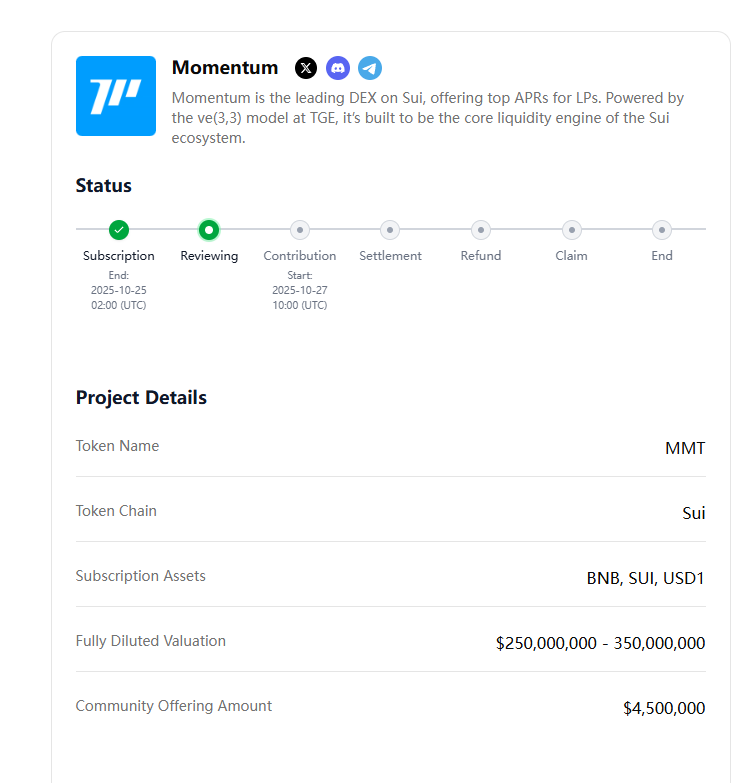 Momentum
Momentum is the leading DEX on Sui, offering top APRs for LPs. Powered by
the ve(3,3) model at TGE, it’s built to be the core liquidity engine of the Sui
ecosystem.
Status
Subscription
End:
2025-10-25
02:00 (UTC)
Reviewing
Contribution
Start:
2025-10-27
10:00 (UTC)
Settlement
Refund
Claim
End
Project Details
Token Name
MMT
Token Chain
Sui
Subscription Assets
BNB, SUI, USD1
Fully Diluted Valuation
$250,000,000 - 350,000,000
Community Offering Amount
$4,500,000